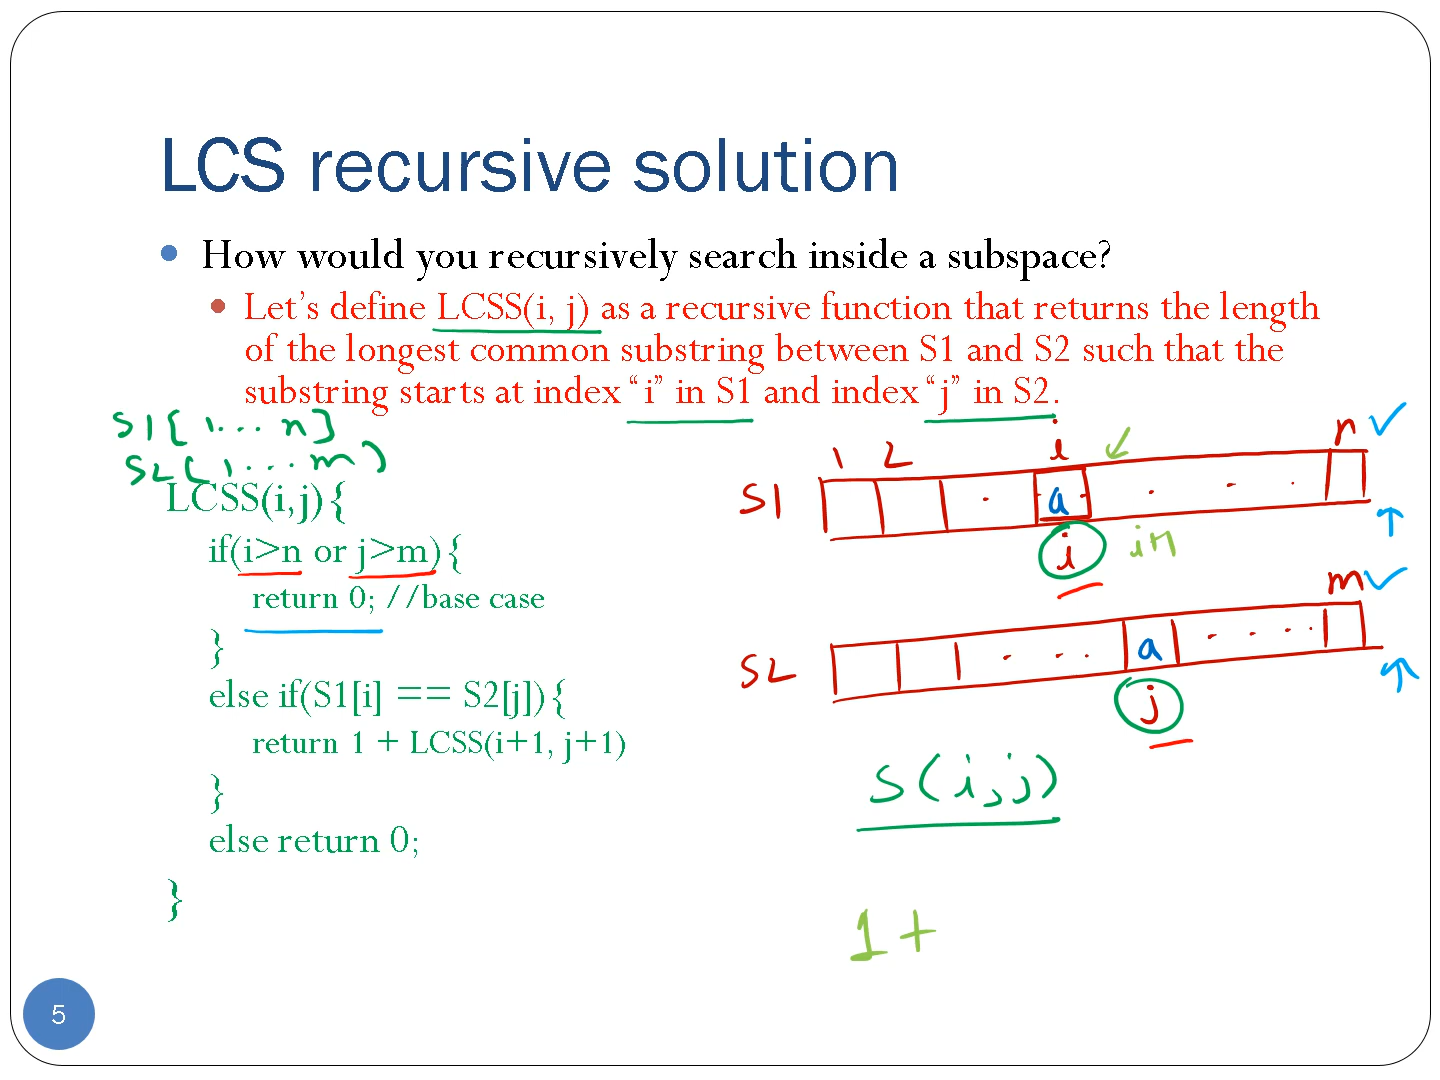 LCS recursive solution
How would you recursively search inside a subspace?
Let's define LCSS(i, j) as a recursive function that returns the length
of the longest common substring between S1 and S2 such that the
substring starts at index “i” in S1 and index “j” in S2.
S1[1...n]
S2(1...m)
LCSS(i,j){
if(i>n or j>m){
return 0; //base case
}
else if(S1[i] == S2[j]){
return 1 + LCSS(i+1, j+1)
}
else return 0;
}
1 2 i n
S1 . . a . . . .
i i+1
m
S2 . . . a . . . .
j
S(i,j)
1+
5